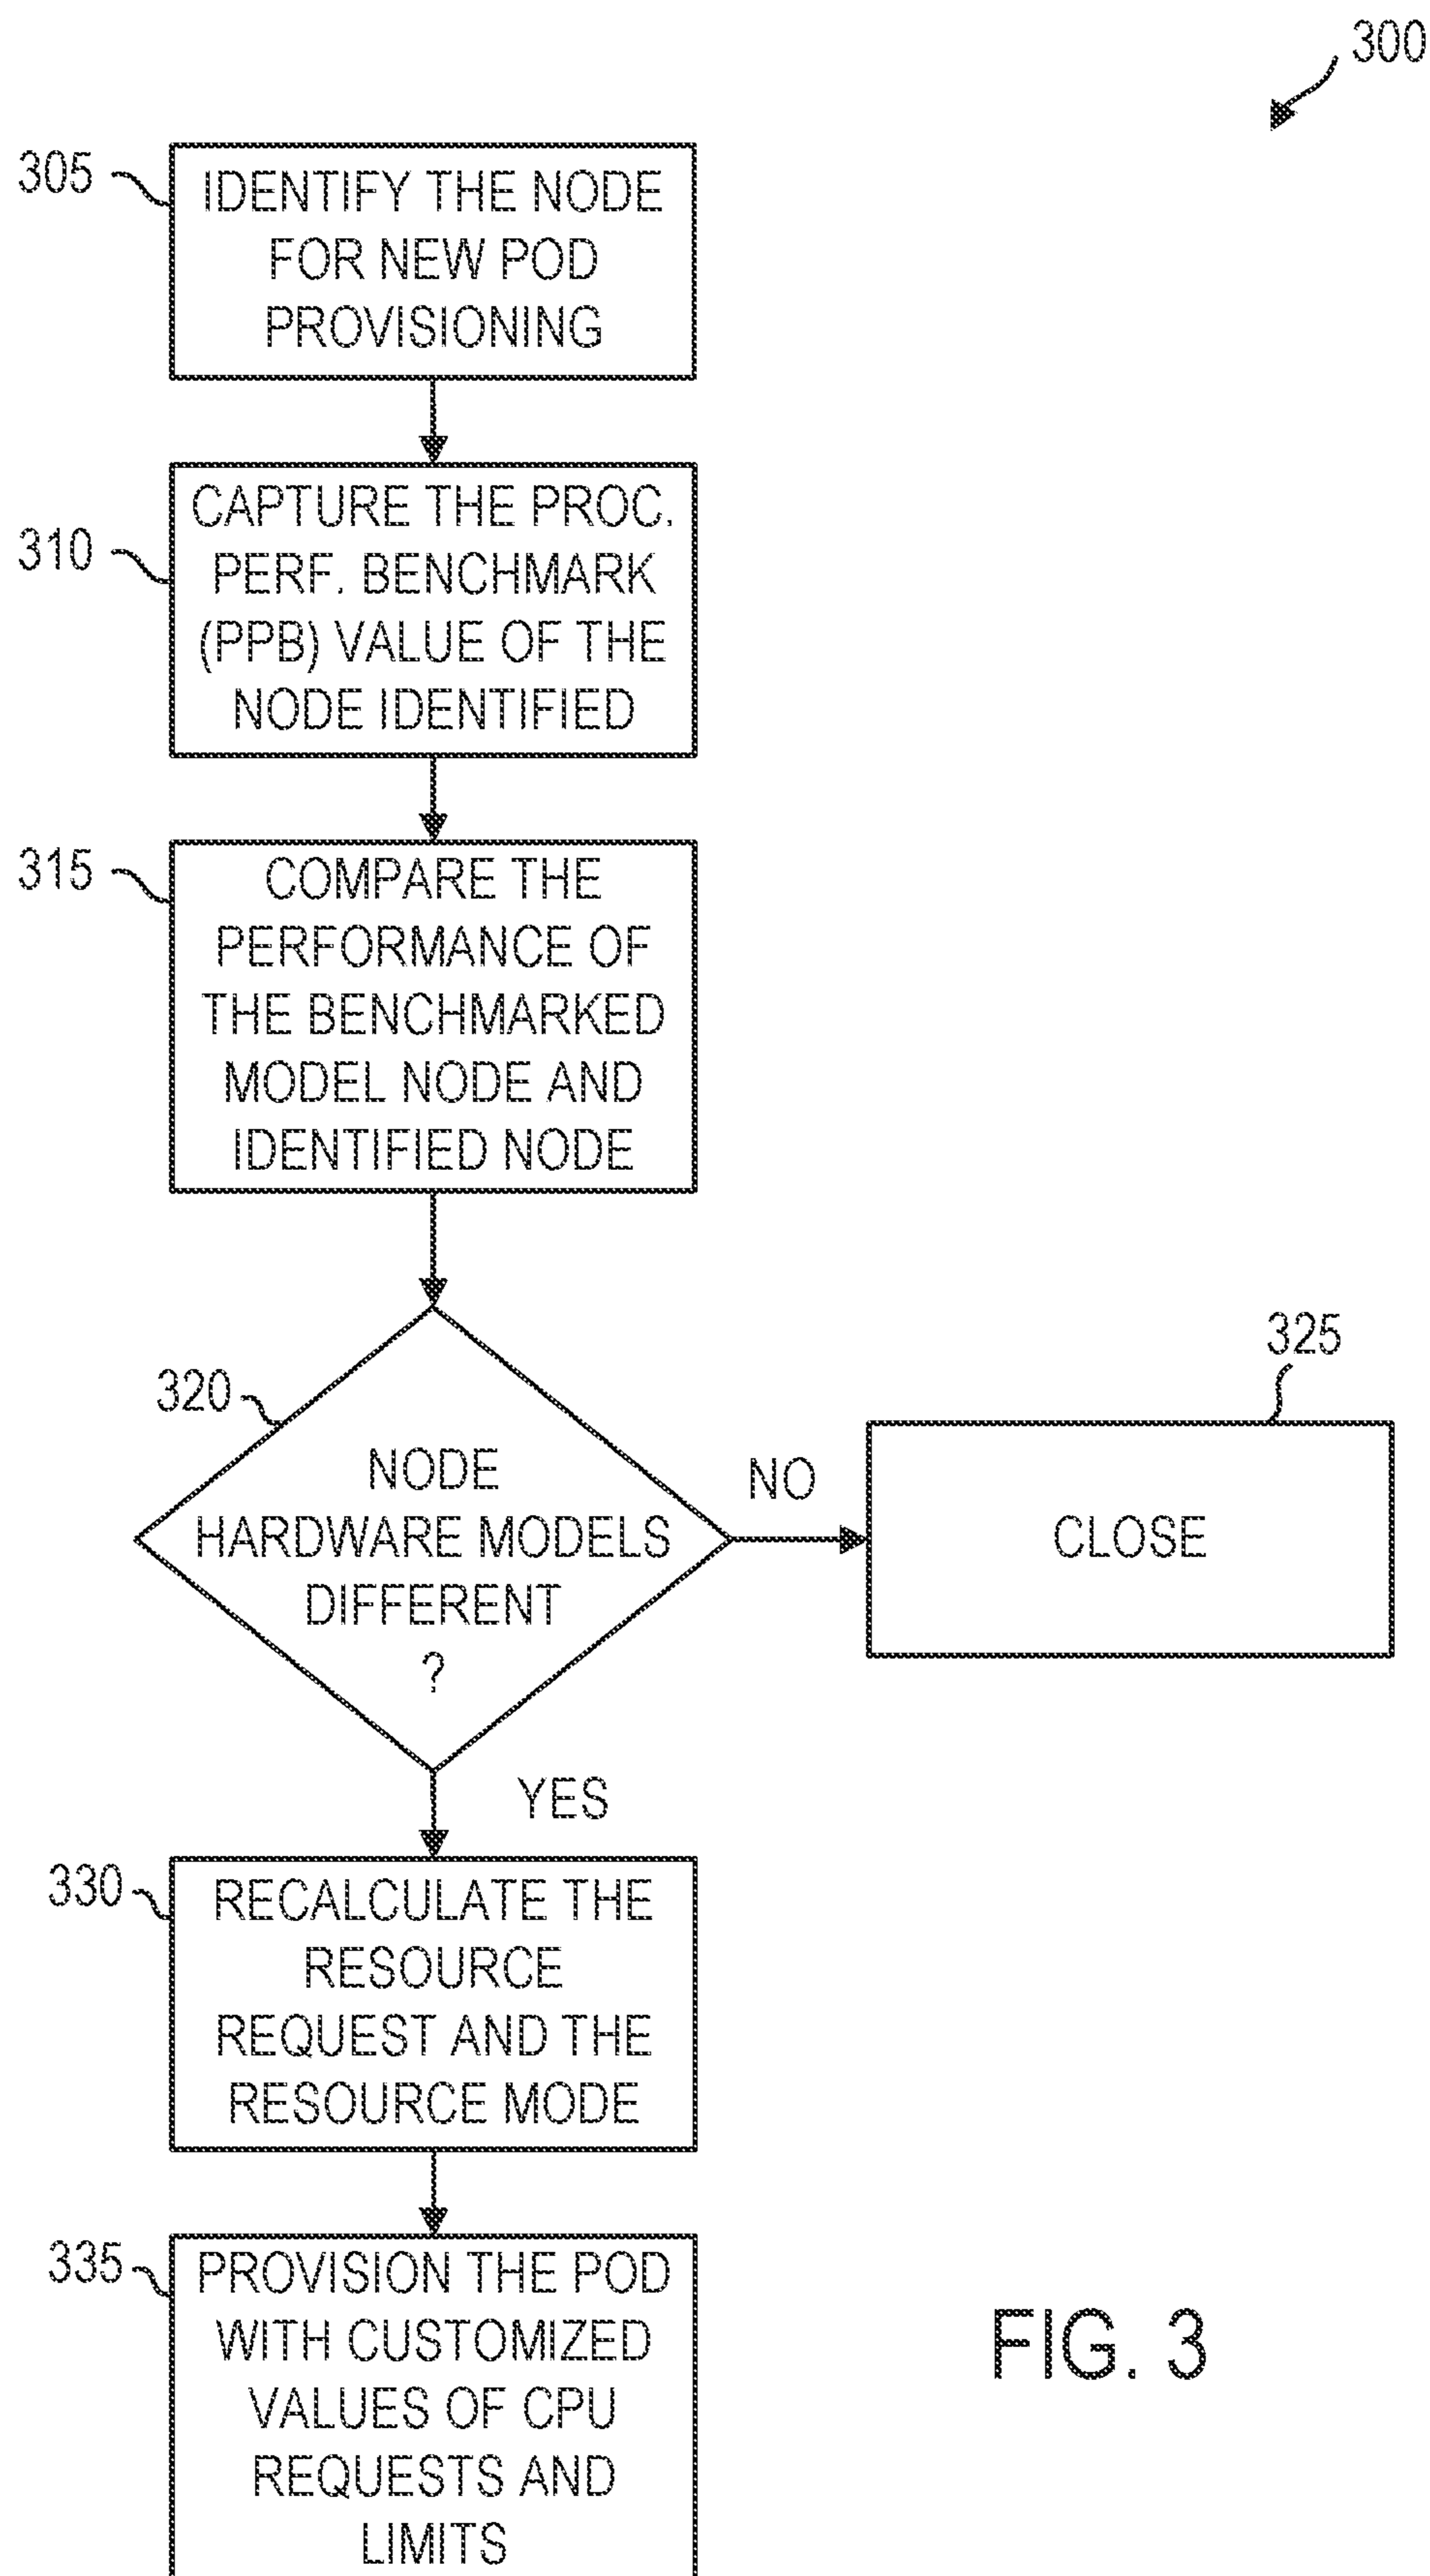 300
305
IDENTIFY THE NODE
FOR NEW POD
PROVISIONING
310
CAPTURE THE PROC.
PERF. BENCHMARK
(PPB) VALUE OF THE
NODE IDENTIFIED
315
COMPARE THE
PERFORMANCE OF
THE BENCHMARKED
MODEL NODE AND
IDENTIFIED NODE
320
NODE
HARDWARE MODELS
DIFFERENT
?
NO
325
CLOSE
YES
330
RECALCULATE THE
RESOURCE
REQUEST AND THE
RESOURCE MODE
335
PROVISION THE POD
WITH CUSTOMIZED
VALUES OF CPU
REQUESTS AND
LIMITS
FIG. 3